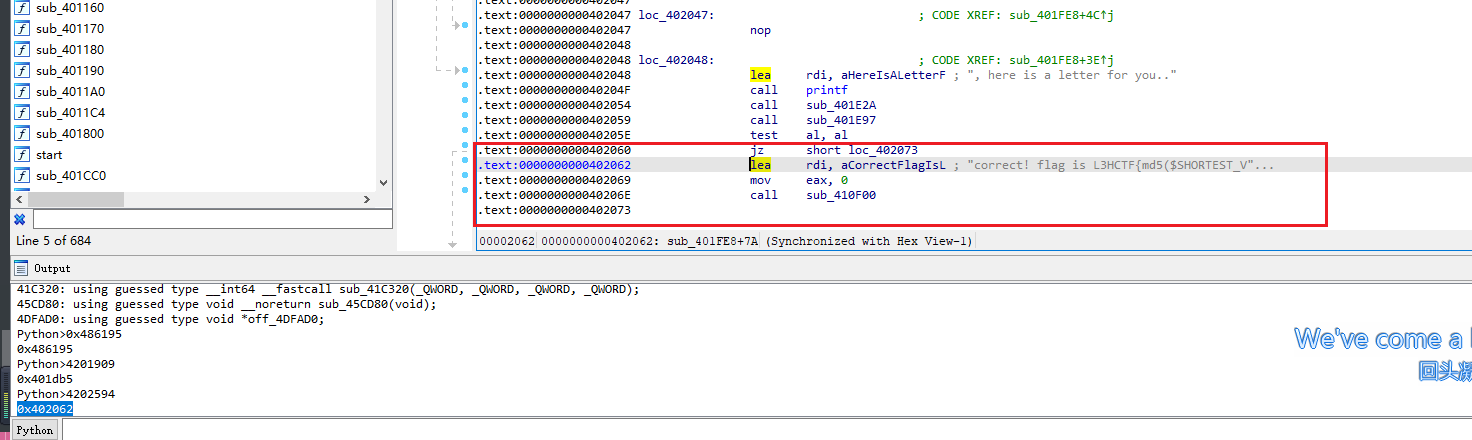 sub_401160
sub_401170
sub_401180
sub_401190
sub_4011A0
sub_4011C4
sub_401800
start
sub_401CC0
Line 5 of 684
.text:0000000000402047
.text:0000000000402047 loc_402047: ; CODE XREF: sub_401FE8+4C↑j
.text:0000000000402047 nop
.text:0000000000402048
.text:0000000000402048 loc_402048: ; CODE XREF: sub_401FE8+3E↑j
.text:0000000000402048 lea rdi, aHereIsALetterF ; ", here is a letter for you.."
.text:000000000040204F call printf
.text:0000000000402054 call sub_401E2A
.text:0000000000402059 call sub_401E97
.text:000000000040205E test al, al
.text:0000000000402060 jz short loc_402073
.text:0000000000402062 lea rdi, aCorrectFlagIsL ; "correct! flag is L3HCTF{md5($SHORTEST_V"...
.text:0000000000402069 mov eax, 0
.text:000000000040206E call sub_410F00
.text:0000000000402073
00002062 0000000000402062: sub_401FE8+7A (Synchronized with Hex View-1)
Output
41C320: using guessed type __int64 __fastcall sub_41C320(_QWORD, _QWORD, _QWORD, _QWORD);
45CD80: using guessed type void __noreturn sub_45CD80(void);
4DFAD0: using guessed type void *off_4DFAD0;
Python>0x486195
0x486195
Python>4201909
0x401db5
Python>4202594
0x402062
Python
We've come a
回头